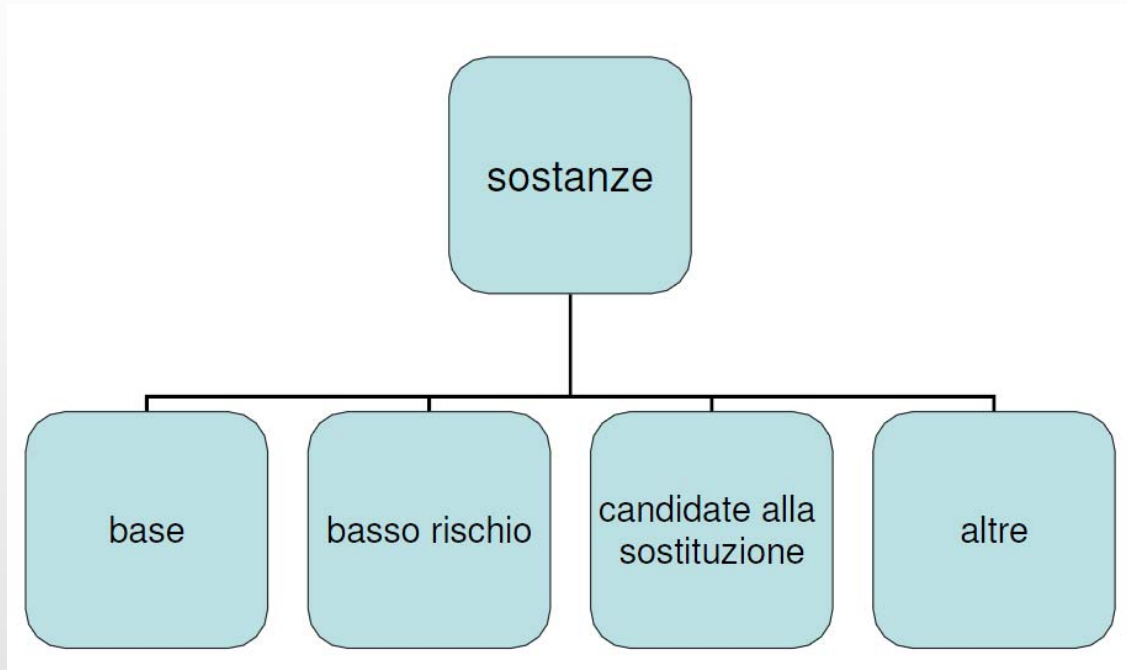 sostanze
base
basso rischio
candidate alla
sostituzione
altre